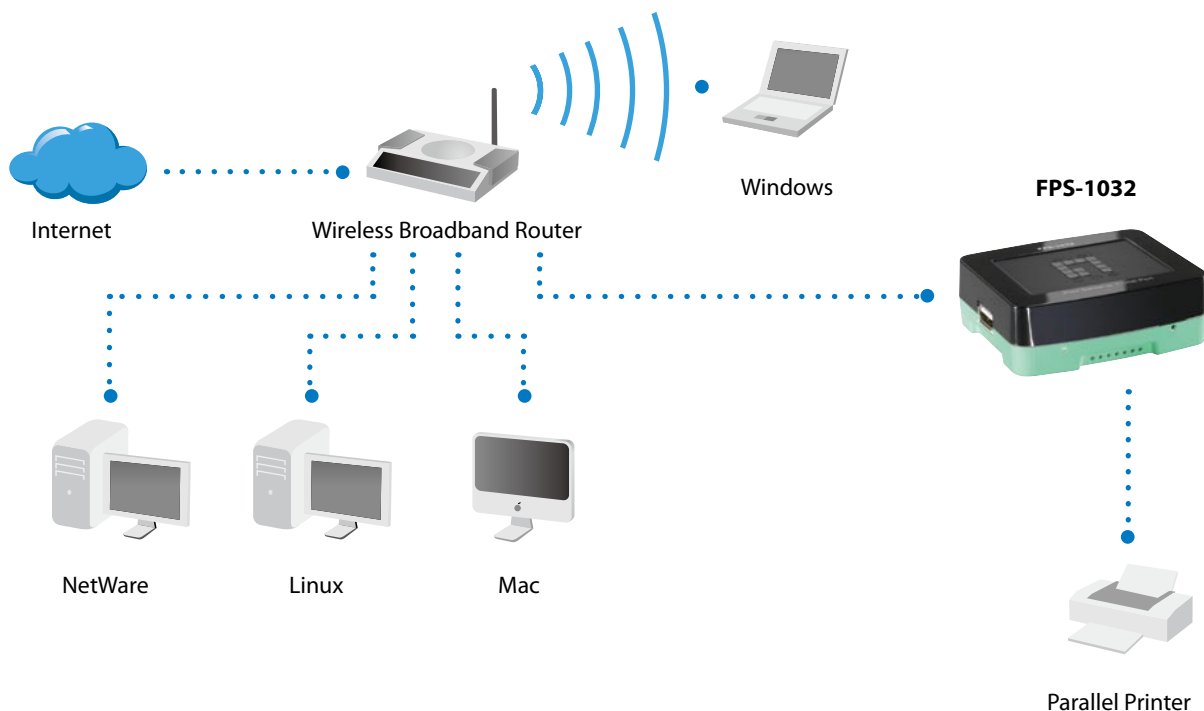 Internet
Wireless Broadband Router
Windows
FPS-1032
NetWare
Linux
Mac
Parallel Printer